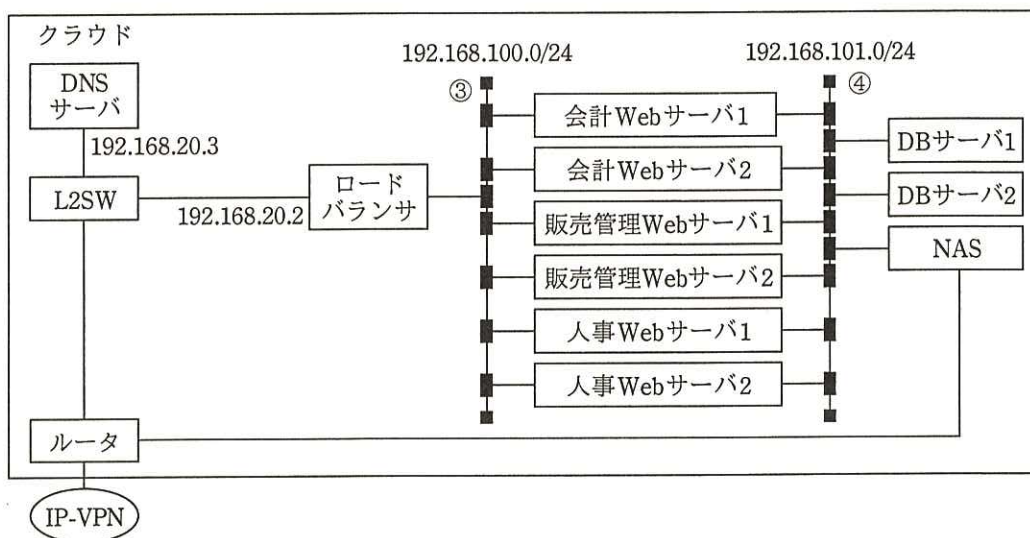 クラウド
192.168.100.0/24
192.168.101.0/24
DNS
サーバ
③
④
会計Webサーバ1
192.168.20.3
DBサーバ1
会計Webサーバ2
L2SW
ロード
バランサ
DBサーバ2
192.168.20.2
販売管理Webサーバ1
NAS
販売管理Webサーバ2
人事Webサーバ1
人事Webサーバ2
ルータ
IP-VPN